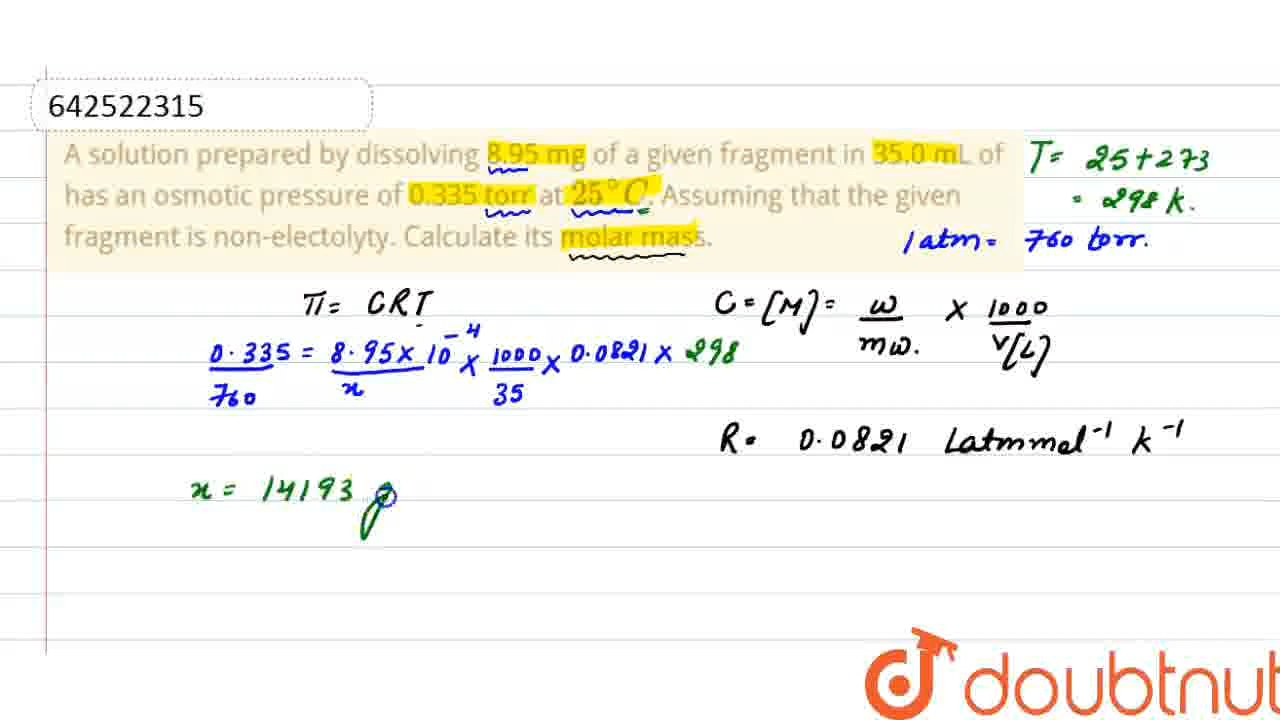 642522315
A solution prepared by dissolving 8.95 mg of a given fragment in 35.0 mL of
has an osmotic pressure of 0.335 torr at 25°C. Assuming that the given
fragment is non-electolyty. Calculate its molar mass.
T= 25+273
= 298 k.
1 atm = 760 torr.
π = CRT
C = [M] = w/mw. × 1000/V[L]
0.335/760 = 8.95 × 10⁻⁴/x × 1000/35 × 0.0821 × 298
R = 0.0821 Latmmol⁻¹ k⁻¹
x = 14193 g
doubtnut